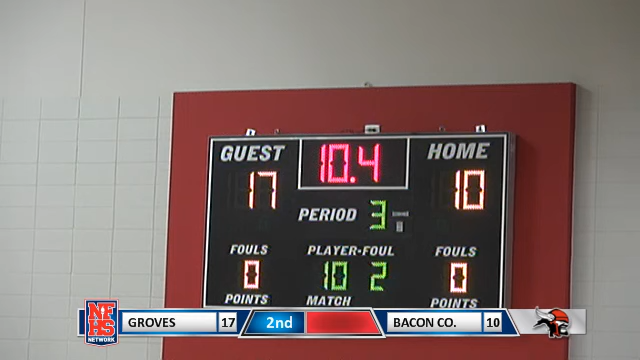 GUEST 10.4 HOME
17 10
PERIOD 3
FOULS PLAYER-FOUL FOULS
0 10 2 0
POINTS MATCH POINTS
NFHS NETWORK GROVES 17 2nd BACON CO. 10